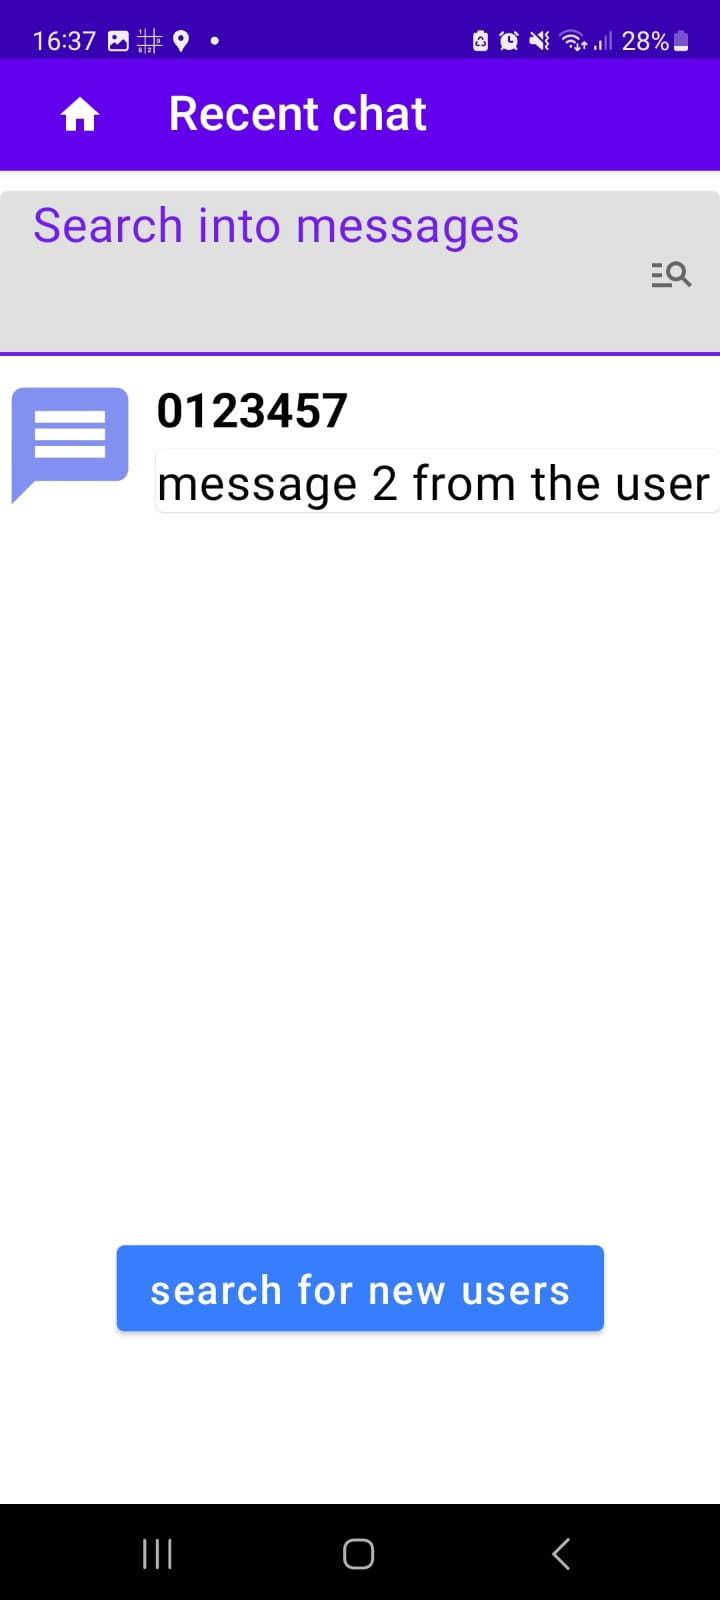 16:37 28%
Recent chat
Search into messages
0123457
message 2 from the user
search for new users